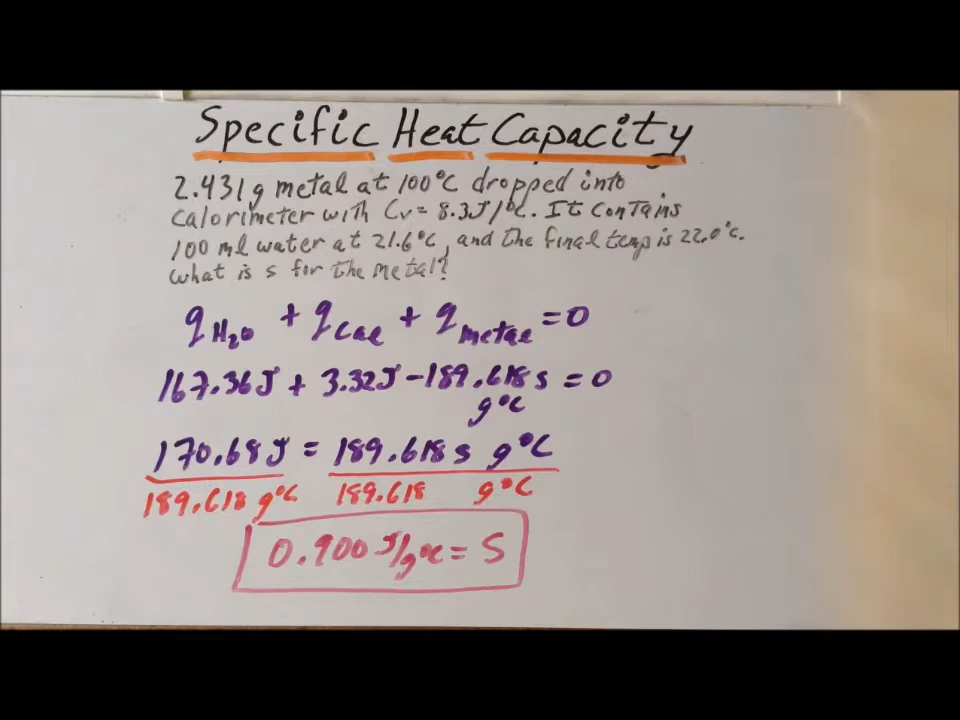 Specific Heat Capacity
2.431g metal at 100°C dropped into
calorimeter with Cv = 8.3J/°C. It contains
100 ml water at 21.6°C, and the final temp is 22.0°C.
What is s for the metal?
qH₂O + qCal + qmetal = 0
167.36J + 3.32J - 189.618 s = 0
g°C
170.68J = 189.618 s g°C
189.618 g°C 189.618 g°C
0.900 J/g°C = S